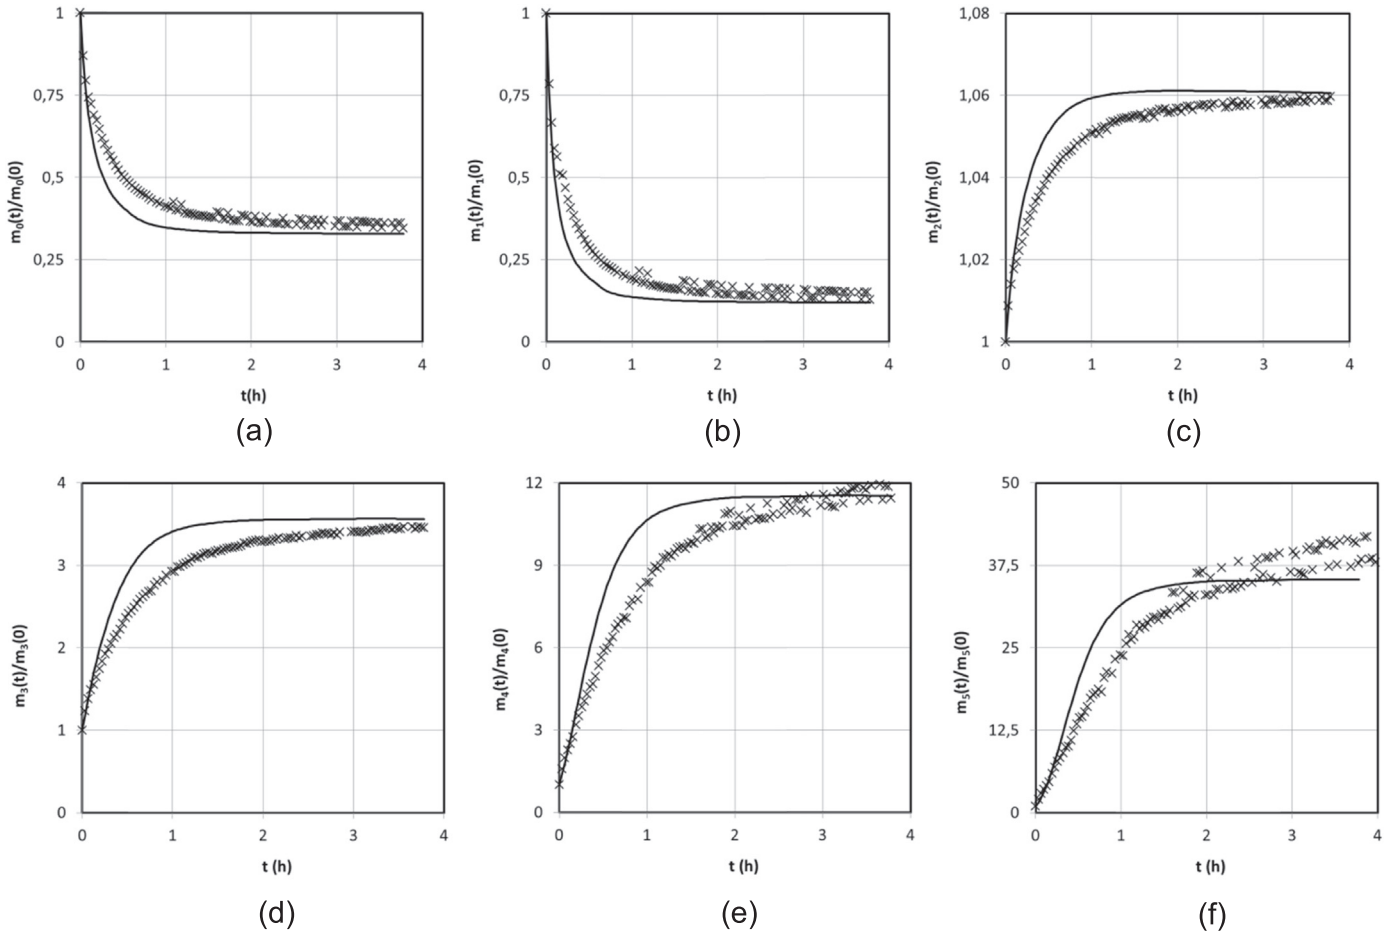 1
0,75
0,5
0,25
0
m0(t)/m0(0)
0 1 2 3 4
t(h)
(a)
1
0,75
0,5
0,25
0
m1(t)/m1(0)
0 1 2 3 4
t (h)
(b)
1,08
1,06
1,04
1,02
1
m2(t)/m2(0)
0 1 2 3 4
t (h)
(c)
4
3
2
1
0
m3(t)/m3(0)
0 1 2 3 4
t (h)
(d)
12
9
6
3
0
m4(t)/m4(0)
0 1 2 3 4
t (h)
(e)
50
37,5
25
12,5
0
m5(t)/m5(0)
0 1 2 3 4
t (h)
(f)